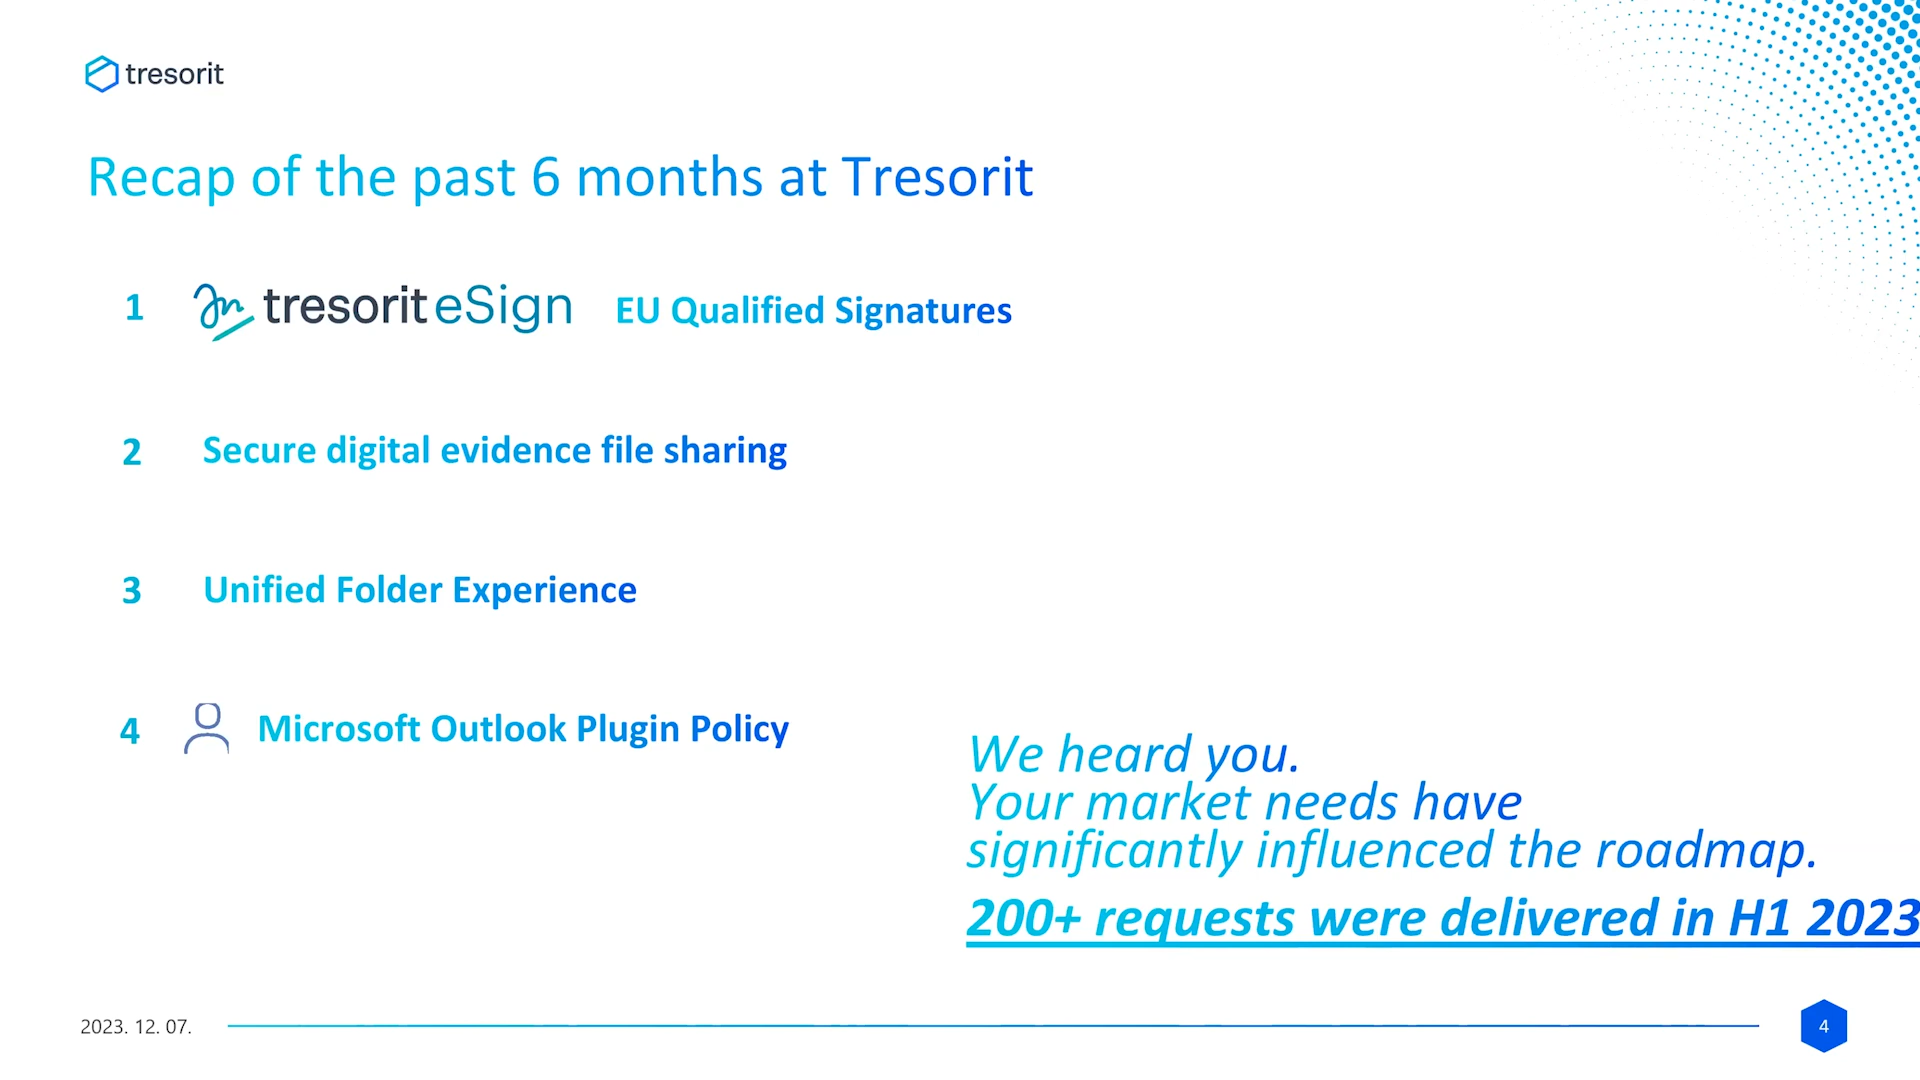 tresorit
Recap of the past 6 months at Tresorit
1 tresorit eSign EU Qualified Signatures
2 Secure digital evidence file sharing
3 Unified Folder Experience
4 Microsoft Outlook Plugin Policy
We heard you.
Your market needs have
significantly influenced the roadmap.
200+ requests were delivered in H1 2023
2023. 12. 07.
4